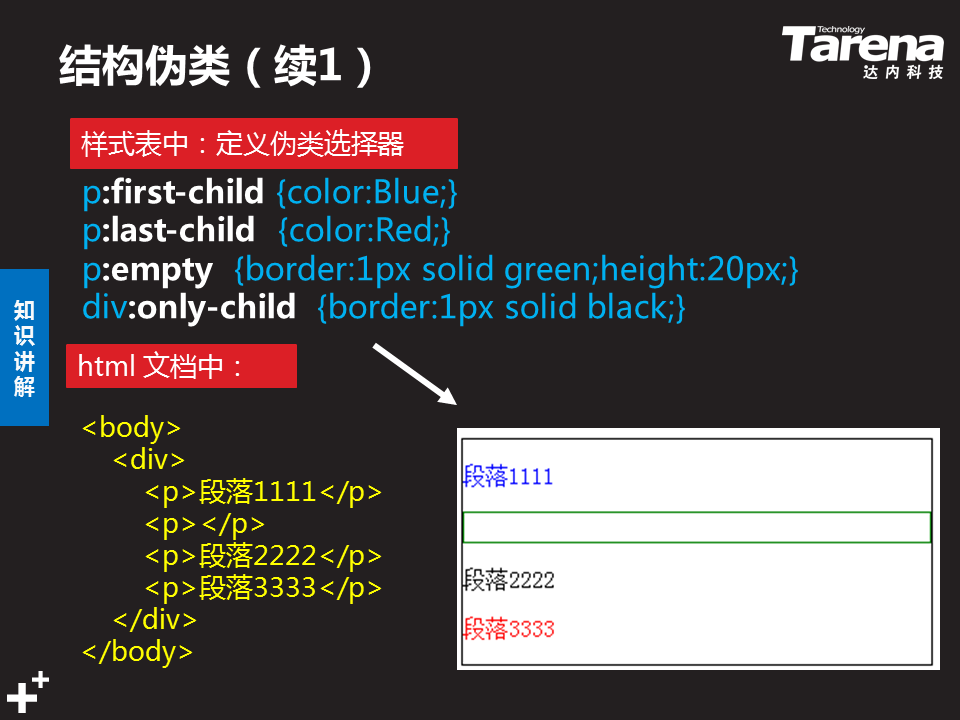 结构伪类（续1）
Technology
Tarena
达内科技
样式表中：定义伪类选择器
p:first-child {color:Blue;}
p:last-child {color:Red;}
p:empty {border:1px solid green;height:20px;}
div:only-child {border:1px solid black;}
知识讲解
html 文档中：
<body>
<div>
<p>段落1111</p>
<p></p>
<p>段落2222</p>
<p>段落3333</p>
</div>
</body>
段落1111
段落2222
段落3333